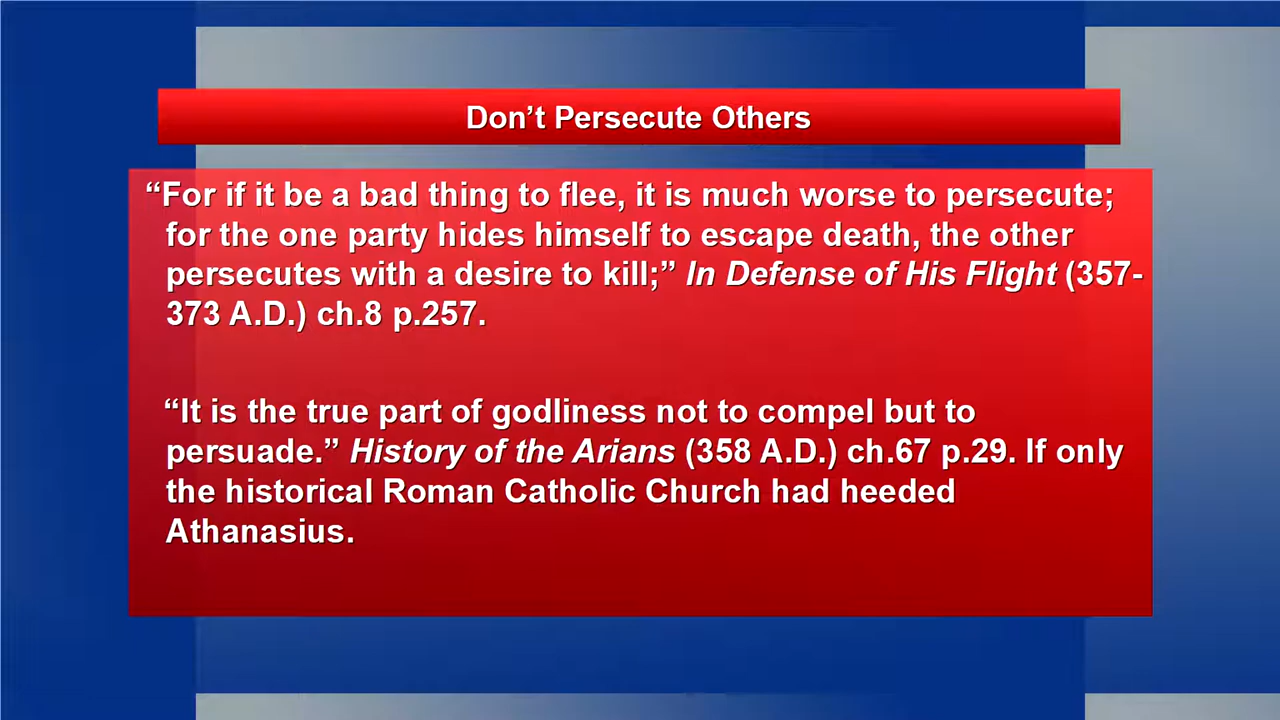 Don’t Persecute Others
“For if it be a bad thing to flee, it is much worse to persecute;
for the one party hides himself to escape death, the other
persecutes with a desire to kill;” In Defense of His Flight (357-
373 A.D.) ch.8 p.257.
“It is the true part of godliness not to compel but to
persuade.” History of the Arians (358 A.D.) ch.67 p.29. If only
the historical Roman Catholic Church had heeded
Athanasius.